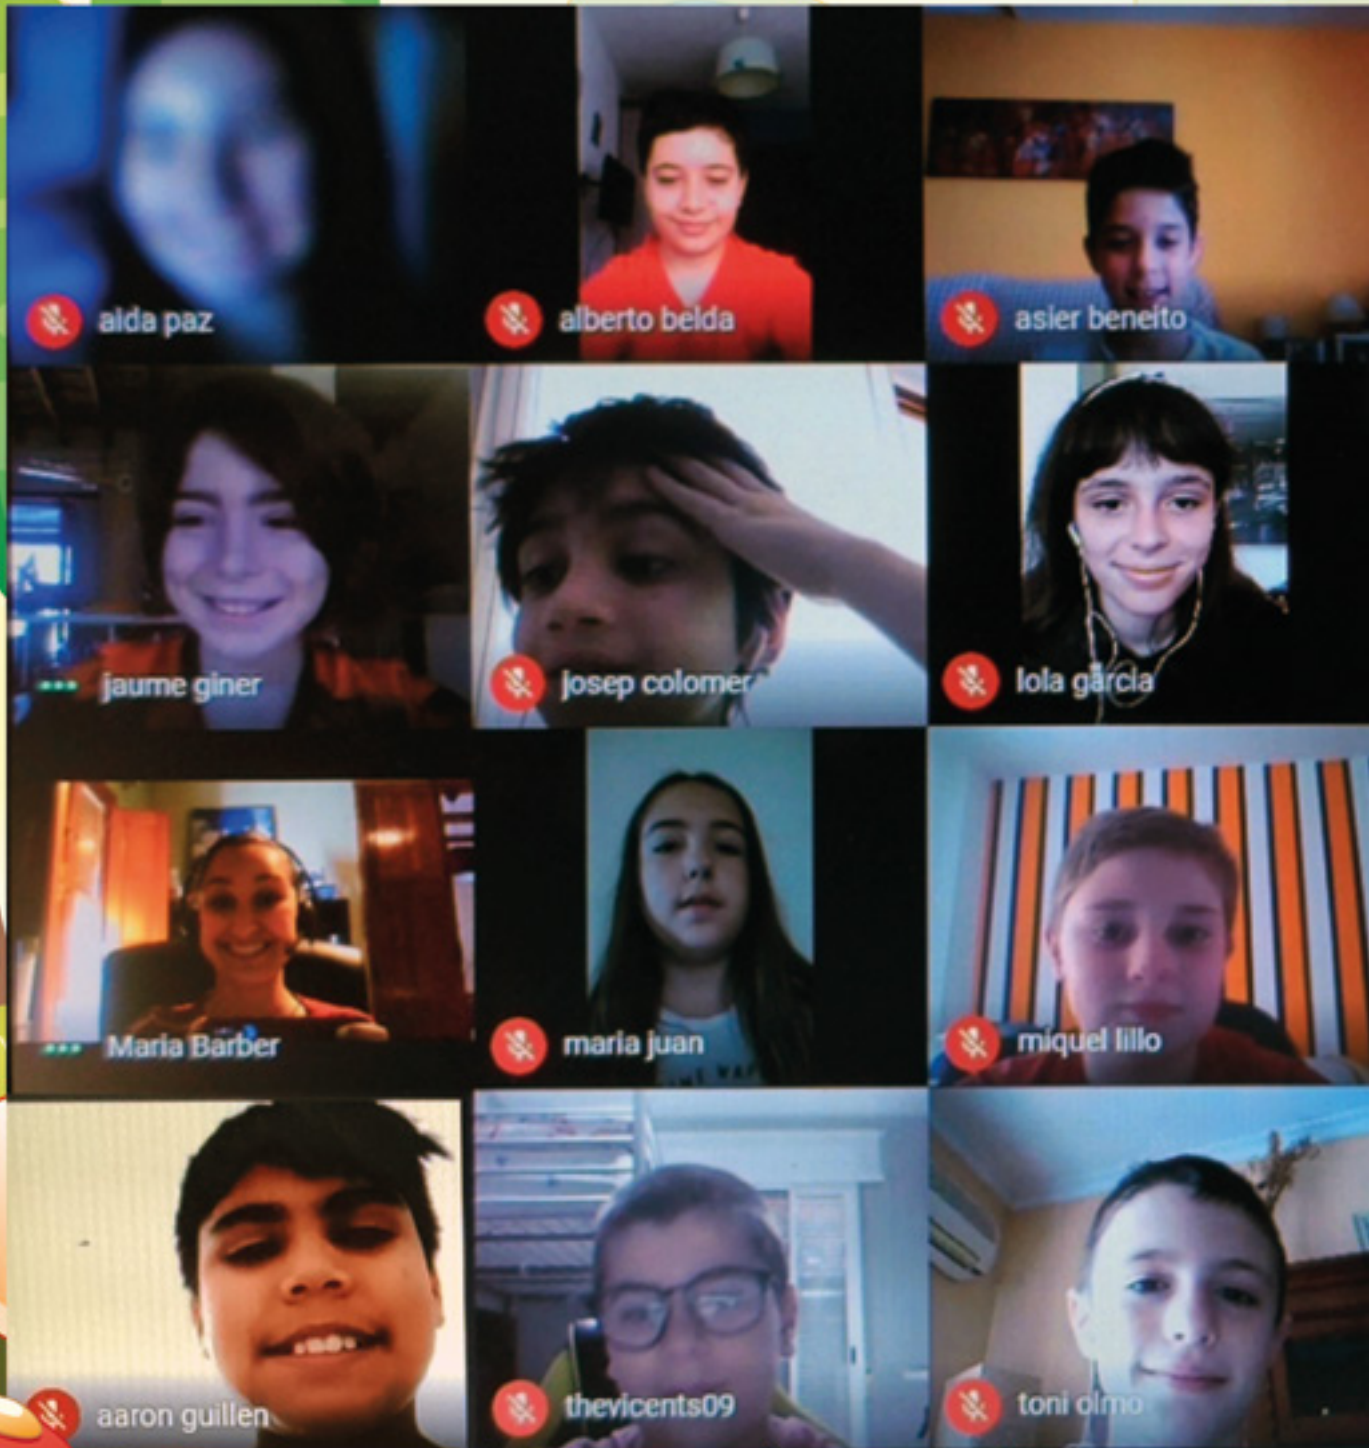 aida paz
alberto belda
asier beneito
jaume giner
josep colomer
lola garcia
Maria Barber
maria juan
miquel lillo
aaron guillen
thevicents09
toni olmo